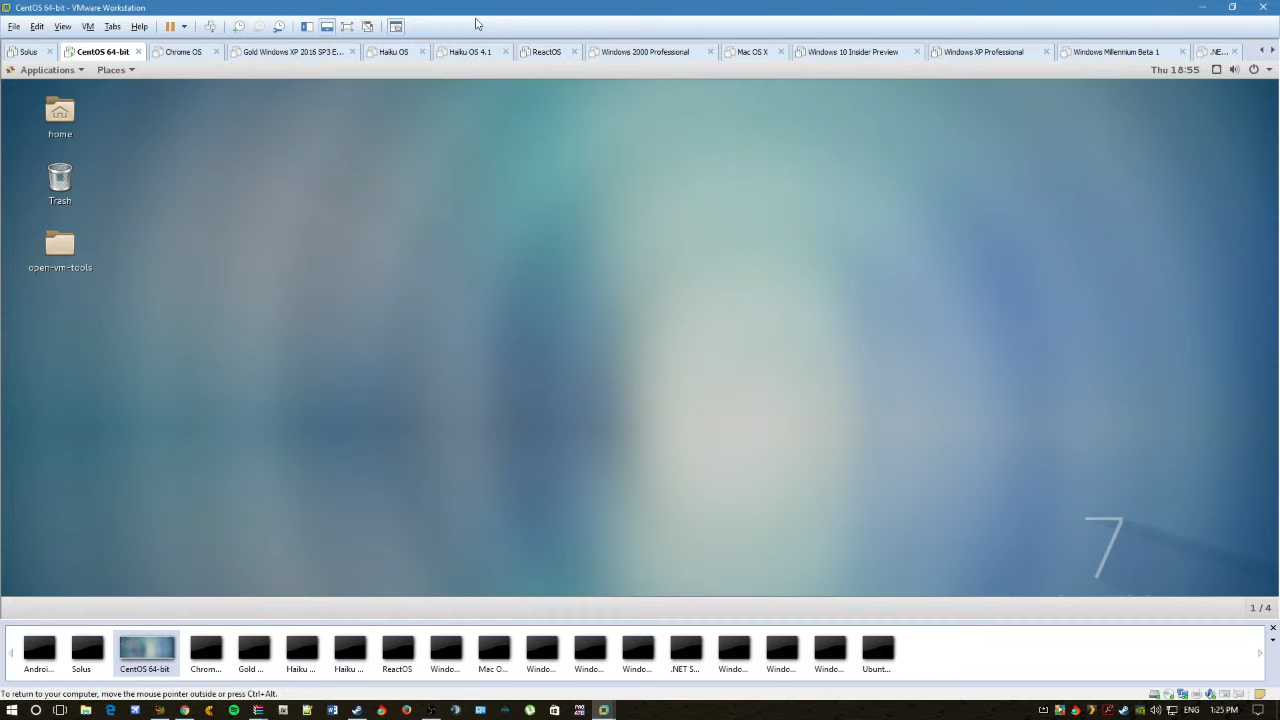 CentOS 64-bit - VMware Workstation
File Edit View VM Tabs Help
Solus CentOS 64-bit Chrome OS Gold Windows XP 2016 SP3 E... Haiku OS Haiku OS 4.1 ReactOS Windows 2000 Professional Mac OS X Windows 10 Insider Preview Windows XP Professional Windows Millennium Beta 1 .NE...
Applications Places Thu 18:55
home
Trash
open-vm-tools
7
1 / 4
Androi... Solus CentOS 64-bit Chrom... Gold ... Haiku ... Haiku ... ReactOS Windo... Mac O... Windo... Windo... Windo... .NET S... Windo... Windo... Windo... Ubunt...
To return to your computer, move the mouse pointer outside or press Ctrl+Alt.
ENG 1:25 PM